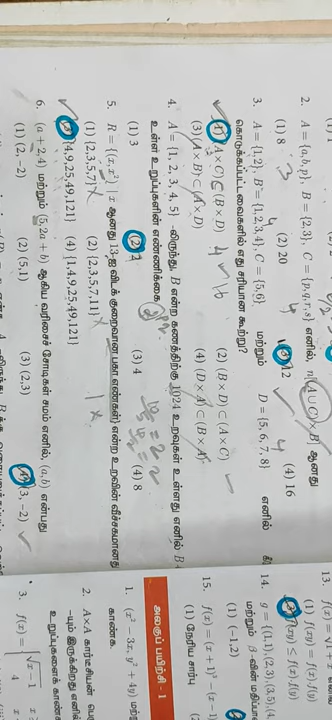 2. A = {a,b,p}, B = {2,3}, C = {p,q,r,s} எனில், n[(A∪C)×B] ஆனது
(1) 8 (2) 20 (3) 12 (4) 16
3. A = {1,2}, B = {1,2,3,4}, C = {5,6} மற்றும் D = {5,6,7,8} எனில்
கொடுக்கப்பட்டவைகளில் எது சரியான கூற்று?
(1) (A×C)⊂(B×D) (2) (B×D)⊂(A×C)
(3) (A×B)⊂(A×D) (4) (D×A)⊂(B×A)
4. A = {1,2,3,4,5} -லிருந்து, B என்ற கணத்திற்கு 1024 உறவுகள் உள்ளது எனில் B
உள்ள உறுப்புகளின் எண்ணிக்கை
(1) 3 (2) 2 (3) 4 (4) 8
5. R = {(x,x²) | x ஆனது 13-ஐ விடக் குறைவான பகா எண்கள்} என்ற உறவின் வீச்சகமானது
(1) {2,3,5,7} (2) {2,3,5,7,11}
(3) {4,9,25,49,121} (4) {1,4,9,25,49,121}
6. (a+2,4) மற்றும் (5,2a+b) ஆகிய வரிசைச் சோடிகள் சமம் எனில், (a,b) என்பது
(1) (2,-2) (2) (5,1) (3) (2,3) (4) (3,-2)
13.
(1) f(xy) = f(x).f(y)
(3) f(xy) ≤ f(x).f(y)
14. g = {(1,1),(2,3),(3,5),(4,
மற்றும் β-வின் மதிப்பா
(1) (-1,2)
15. f(x) = (x+1)³ − (x−1)
(1) நேரிய சார்பு
அலகுப் பயிற்சி - 1
1. (x² − 3x, y² + 4y) மற்
காண்க.
2. A×A கார்டீசியன் பெ
-யும் இருக்கிறது எனில்
உறுப்புகளைக் காண்க
3. f(x) = { √x−1 x
4 x